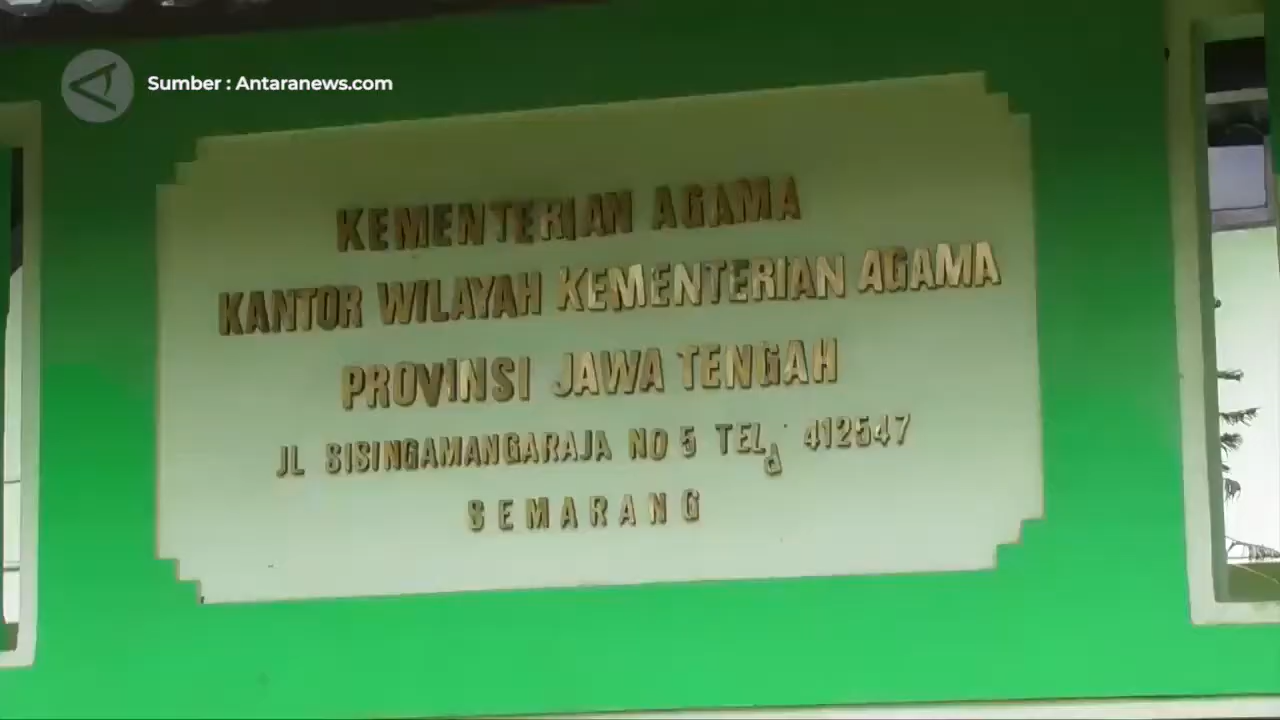 Sumber : Antaranews.com
KEMENTERIAN AGAMA
KANTOR WILAYAH KEMENTERIAN AGAMA
PROVINSI JAWA TENGAH
JL SISINGAMANGARAJA NO 5 TEL. 412547
SEMARANG